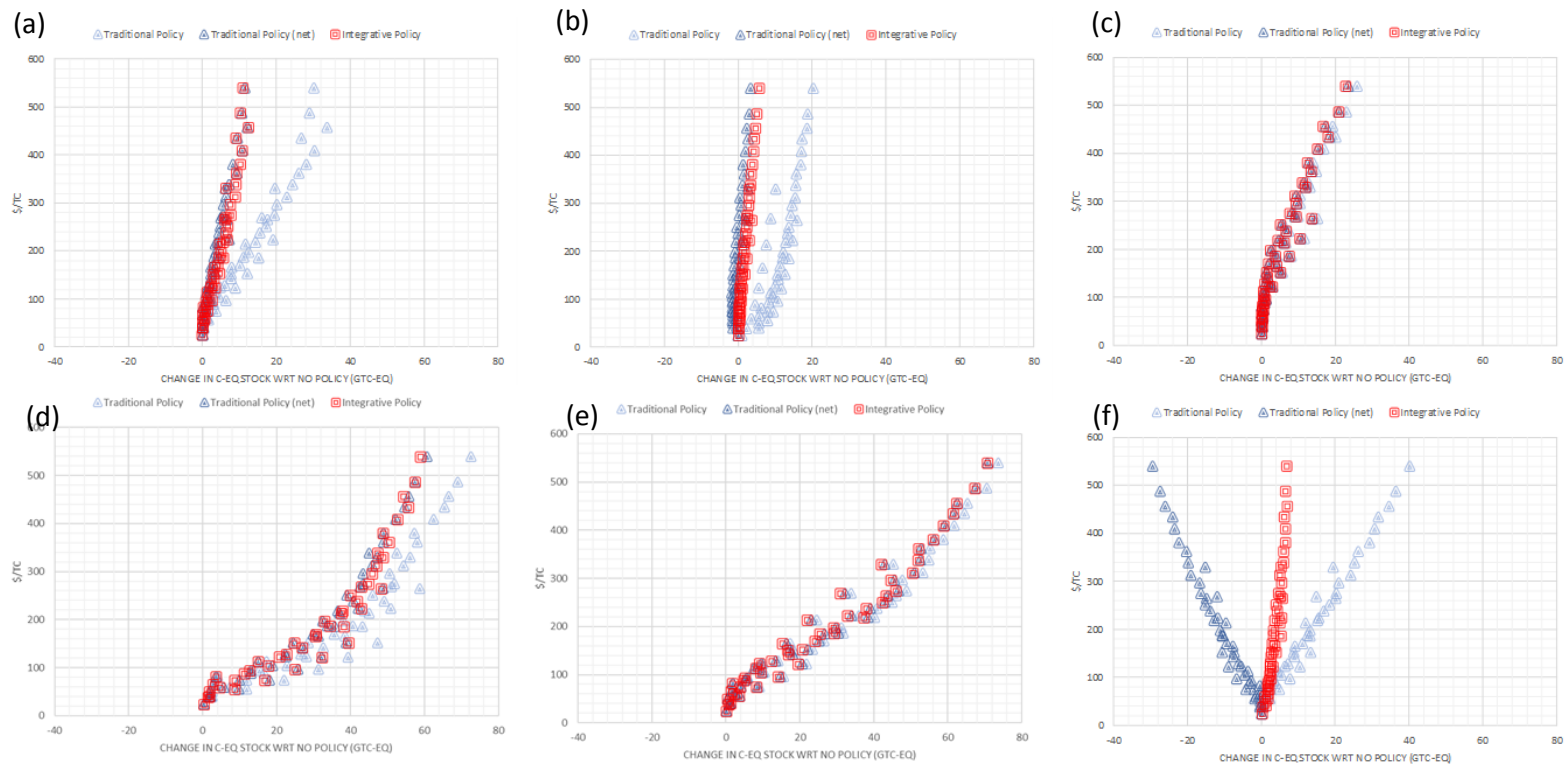 (a)
Traditional Policy Traditional Policy (net) Integrative Policy
600
500
400
300
200
100
0
$/TC
-40 -20 0 20 40 60 80
CHANGE IN C-EQ STOCK WRT NO POLICY (GTC-EQ)
(b)
Traditional Policy Traditional Policy (net) Integrative Policy
600
500
400
300
200
100
0
$/TC
-40 -20 0 20 40 60 80
CHANGE IN C-EQ STOCK WRT NO POLICY (GTC-EQ)
(c)
Traditional Policy Traditional Policy (net) Integrative Policy
600
500
400
300
200
100
0
$/TC
-40 -20 0 20 40 60 80
CHANGE IN C-EQ STOCK WRT NO POLICY (GTC-EQ)
(d)
Traditional Policy Traditional Policy (net) Integrative Policy
600
500
400
300
200
100
0
$/TC
-40 -20 0 20 40 60 80
CHANGE IN C-EQ STOCK WRT NO POLICY (GTC-EQ)
(e)
Traditional Policy Traditional Policy (net) Integrative Policy
600
500
400
300
200
100
0
$/TC
-40 -20 0 20 40 60 80
CHANGE IN C-EQ STOCK WRT NO POLICY (GTC-EQ)
(f)
Traditional Policy Traditional Policy (net) Integrative Policy
600
500
400
300
200
100
0
$/TC
-40 -20 0 20 40 60 80
CHANGE IN C-EQ STOCK WRT NO POLICY (GTC-EQ)